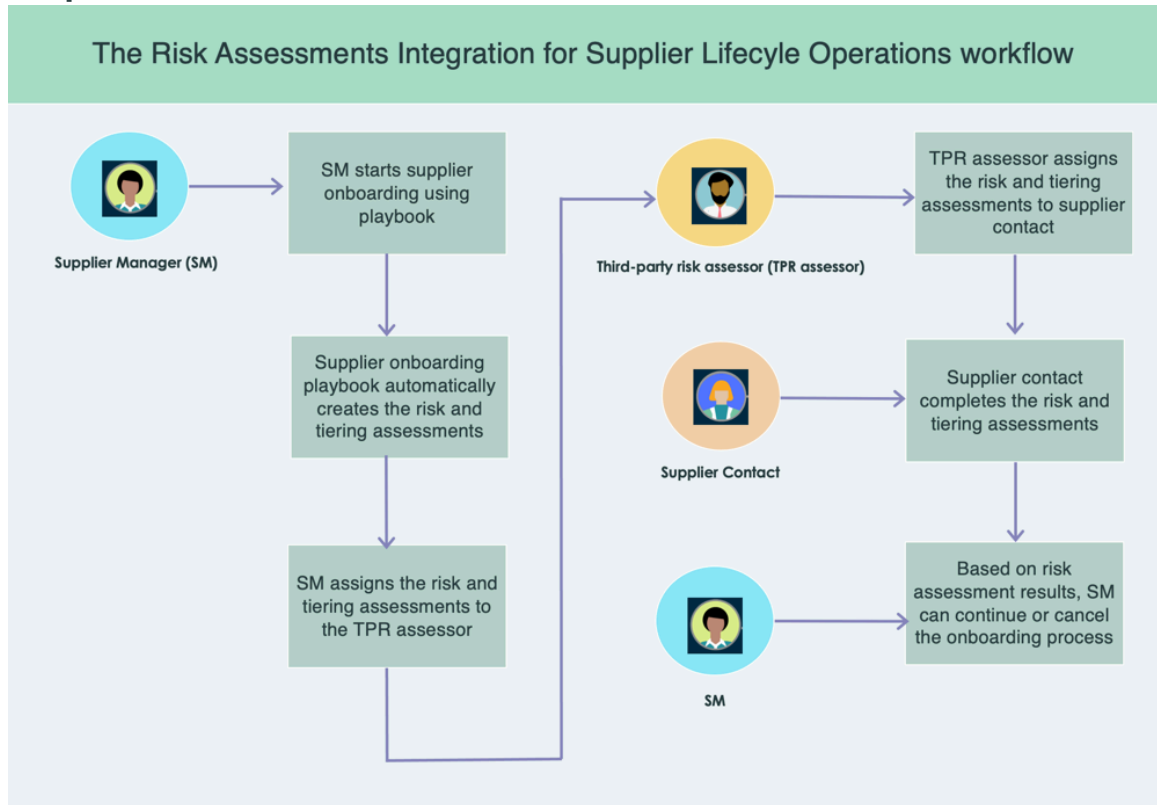 The Risk Assessments Integration for Supplier Lifecyle Operations workflow
SM starts supplier
onboarding using
playbook
Supplier Manager (SM)
Supplier onboarding
playbook automatically
creates the risk and
tiering assessments
SM assigns the risk and
tiering assessments to
the TPR assessor
Third-party risk assessor (TPR assessor)
TPR assessor assigns
the risk and tiering
assessments to supplier
contact
Supplier contact
completes the risk and
tiering assessments
Supplier Contact
Based on risk
assessment results, SM
can continue or cancel
the onboarding process
SM